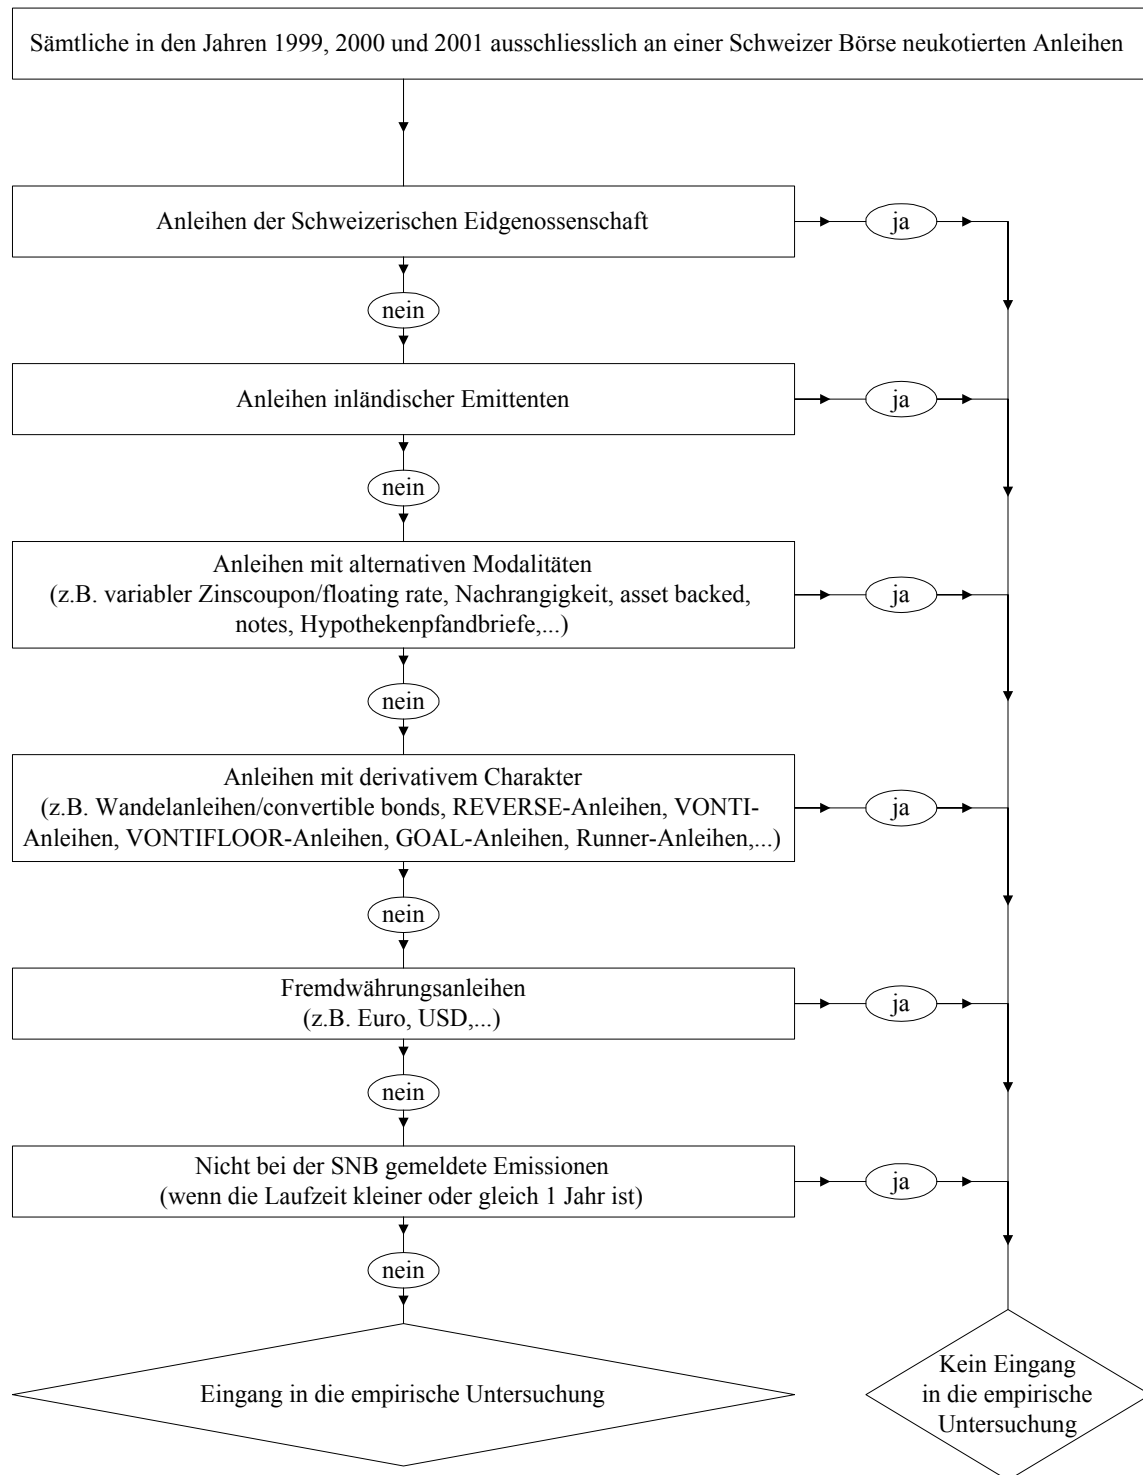 Sämtliche in den Jahren 1999, 2000 und 2001 ausschliesslich an einer Schweizer Börse neukotierten Anleihen
Anleihen der Schweizerischen Eidgenossenschaft
ja
nein
Anleihen inländischer Emittenten
ja
nein
Anleihen mit alternativen Modalitäten
(z.B. variabler Zinscoupon/floating rate, Nachrangigkeit, asset backed,
notes, Hypothekenpfandbriefe,...)
ja
nein
Anleihen mit derivativem Charakter
(z.B. Wandelanleihen/convertible bonds, REVERSE-Anleihen, VONTI-
Anleihen, VONTIFLOOR-Anleihen, GOAL-Anleihen, Runner-Anleihen,...)
ja
nein
Fremdwährungsanleihen
(z.B. Euro, USD,...)
ja
nein
Nicht bei der SNB gemeldete Emissionen
(wenn die Laufzeit kleiner oder gleich 1 Jahr ist)
ja
nein
Eingang in die empirische Untersuchung
Kein Eingang
in die empirische
Untersuchung